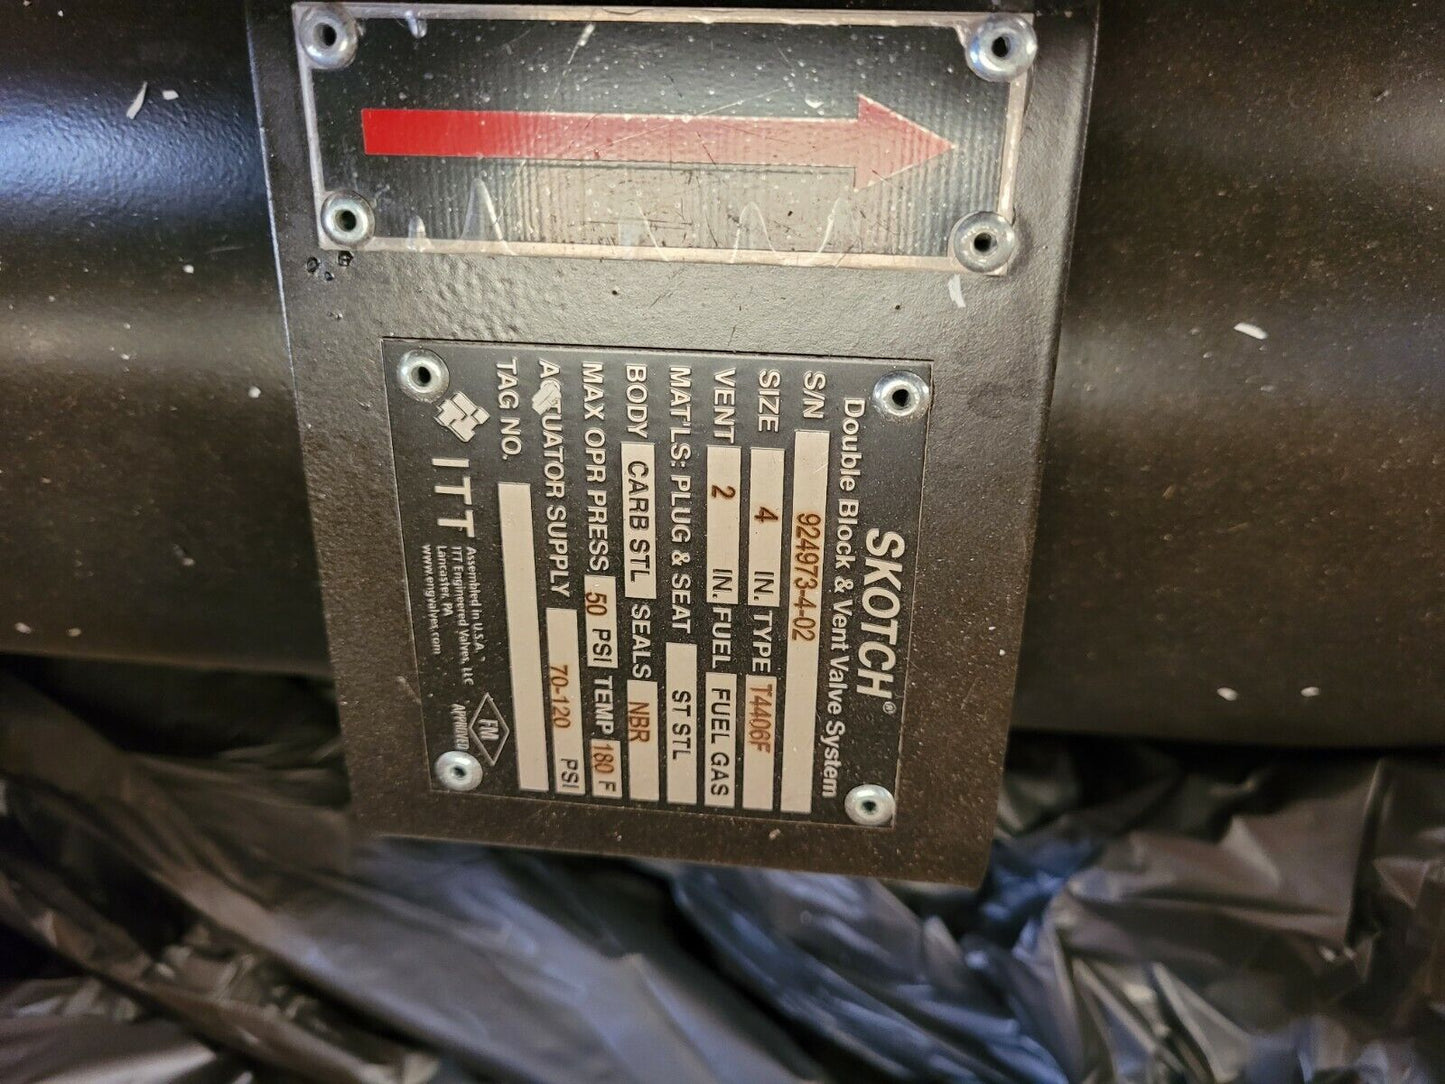 SKOTCH®
Double Block & Vent Valve System
S/N 924973-4-02
SIZE 4 IN. TYPE T4406F
VENT 2 IN. FUEL FUEL GAS
MAT'LS: PLUG & SEAT ST STL
BODY CARB STL SEALS NBR
MAX OPR PRESS 50 PSI TEMP 180 F
ACTUATOR SUPPLY 70-120 PSI
TAG NO.
ITT
Assembled in U.S.A.
ITT Engineered Valves, LLC
Lancaster, PA
www.engvalves.com
FM
APPROVED